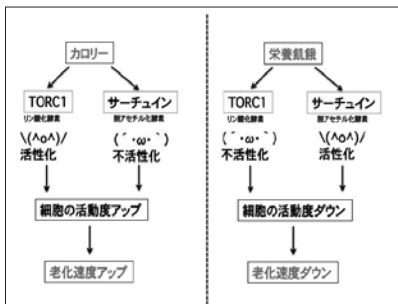 カロリー
TORC1
リン酸化酵素
\(^o^)/
活性化
サーチュイン
脱アセチル化酵素
(´･ω･｀)
不活性化
細胞の活動度アップ
老化速度アップ
栄養飢餓
TORC1
リン酸化酵素
(´･ω･｀)
不活性化
サーチュイン
脱アセチル化酵素
\(^o^)/
活性化
細胞の活動度ダウン
老化速度ダウン